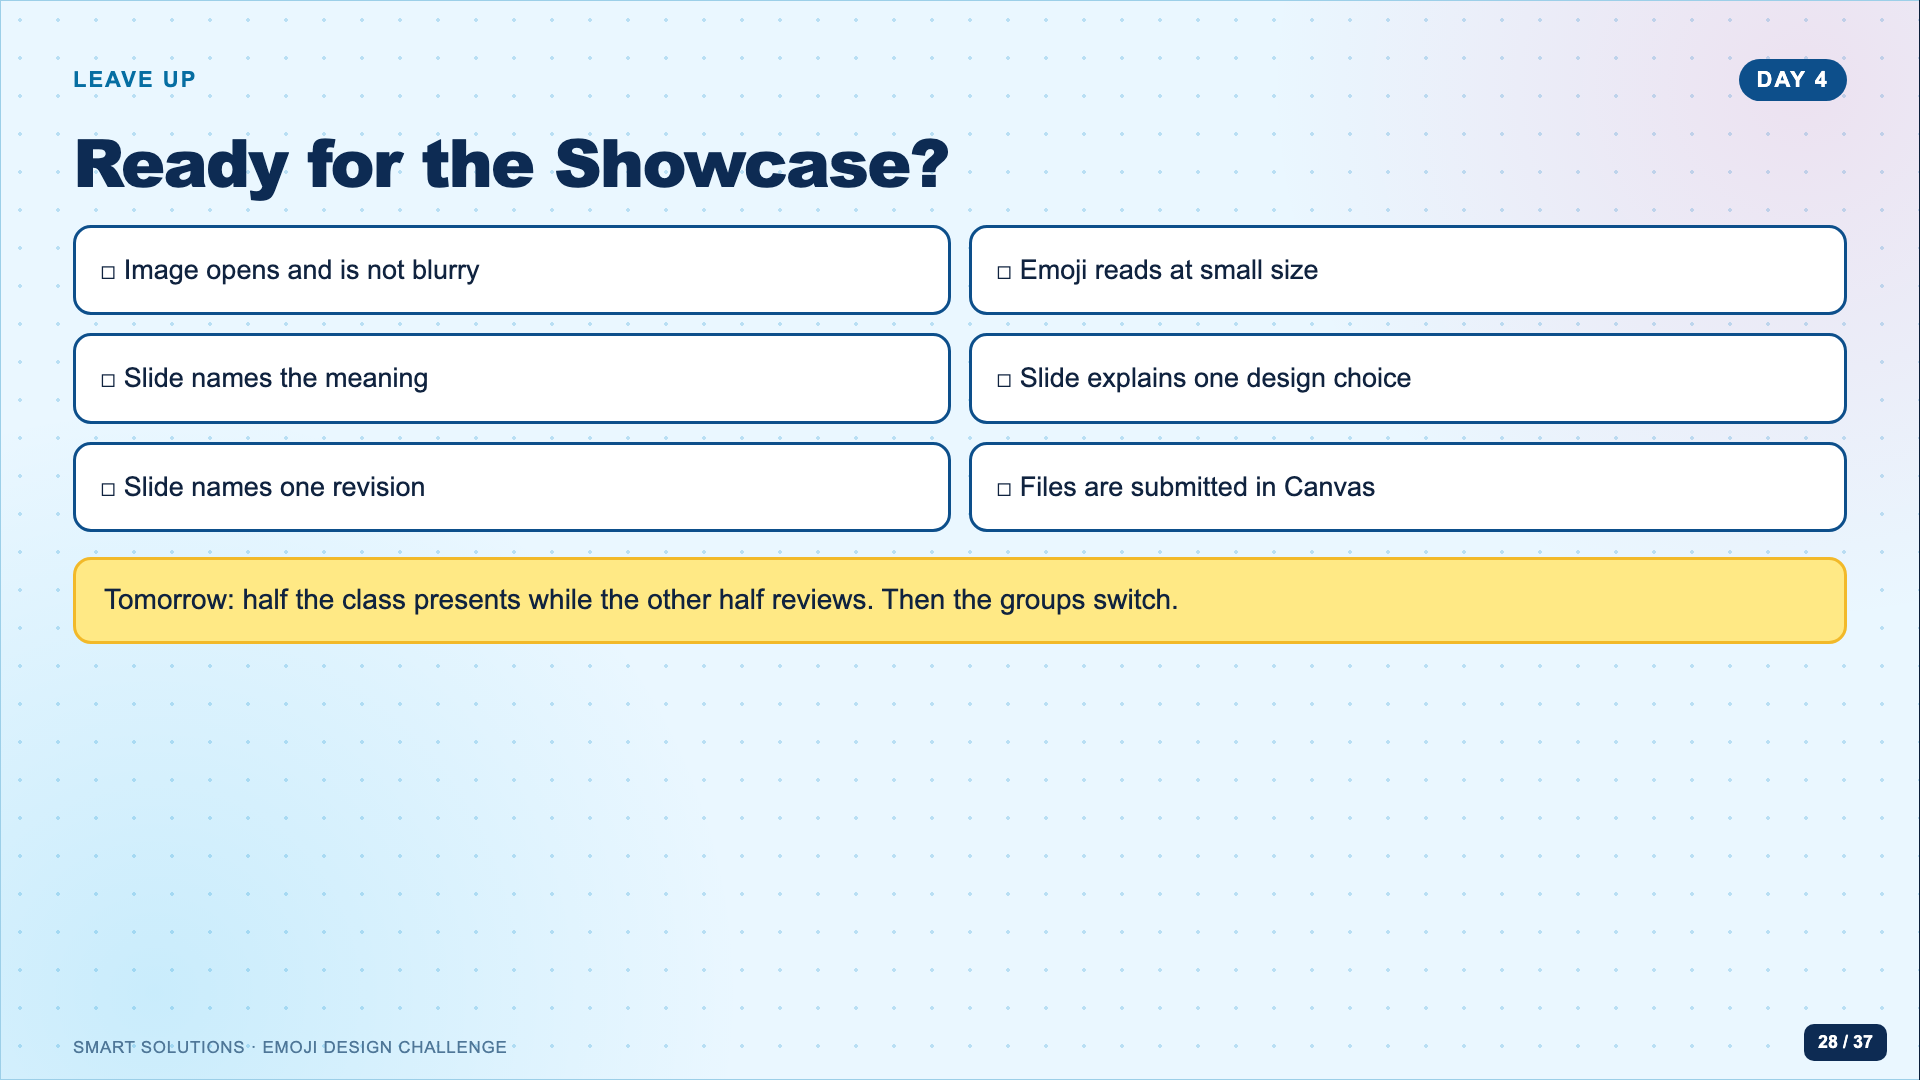 LEAVE UP
DAY 4
Ready for the Showcase?
□ Image opens and is not blurry
□ Emoji reads at small size
□ Slide names the meaning
□ Slide explains one design choice
□ Slide names one revision
□ Files are submitted in Canvas
Tomorrow: half the class presents while the other half reviews. Then the groups switch.
SMART SOLUTIONS · EMOJI DESIGN CHALLENGE
28 / 37